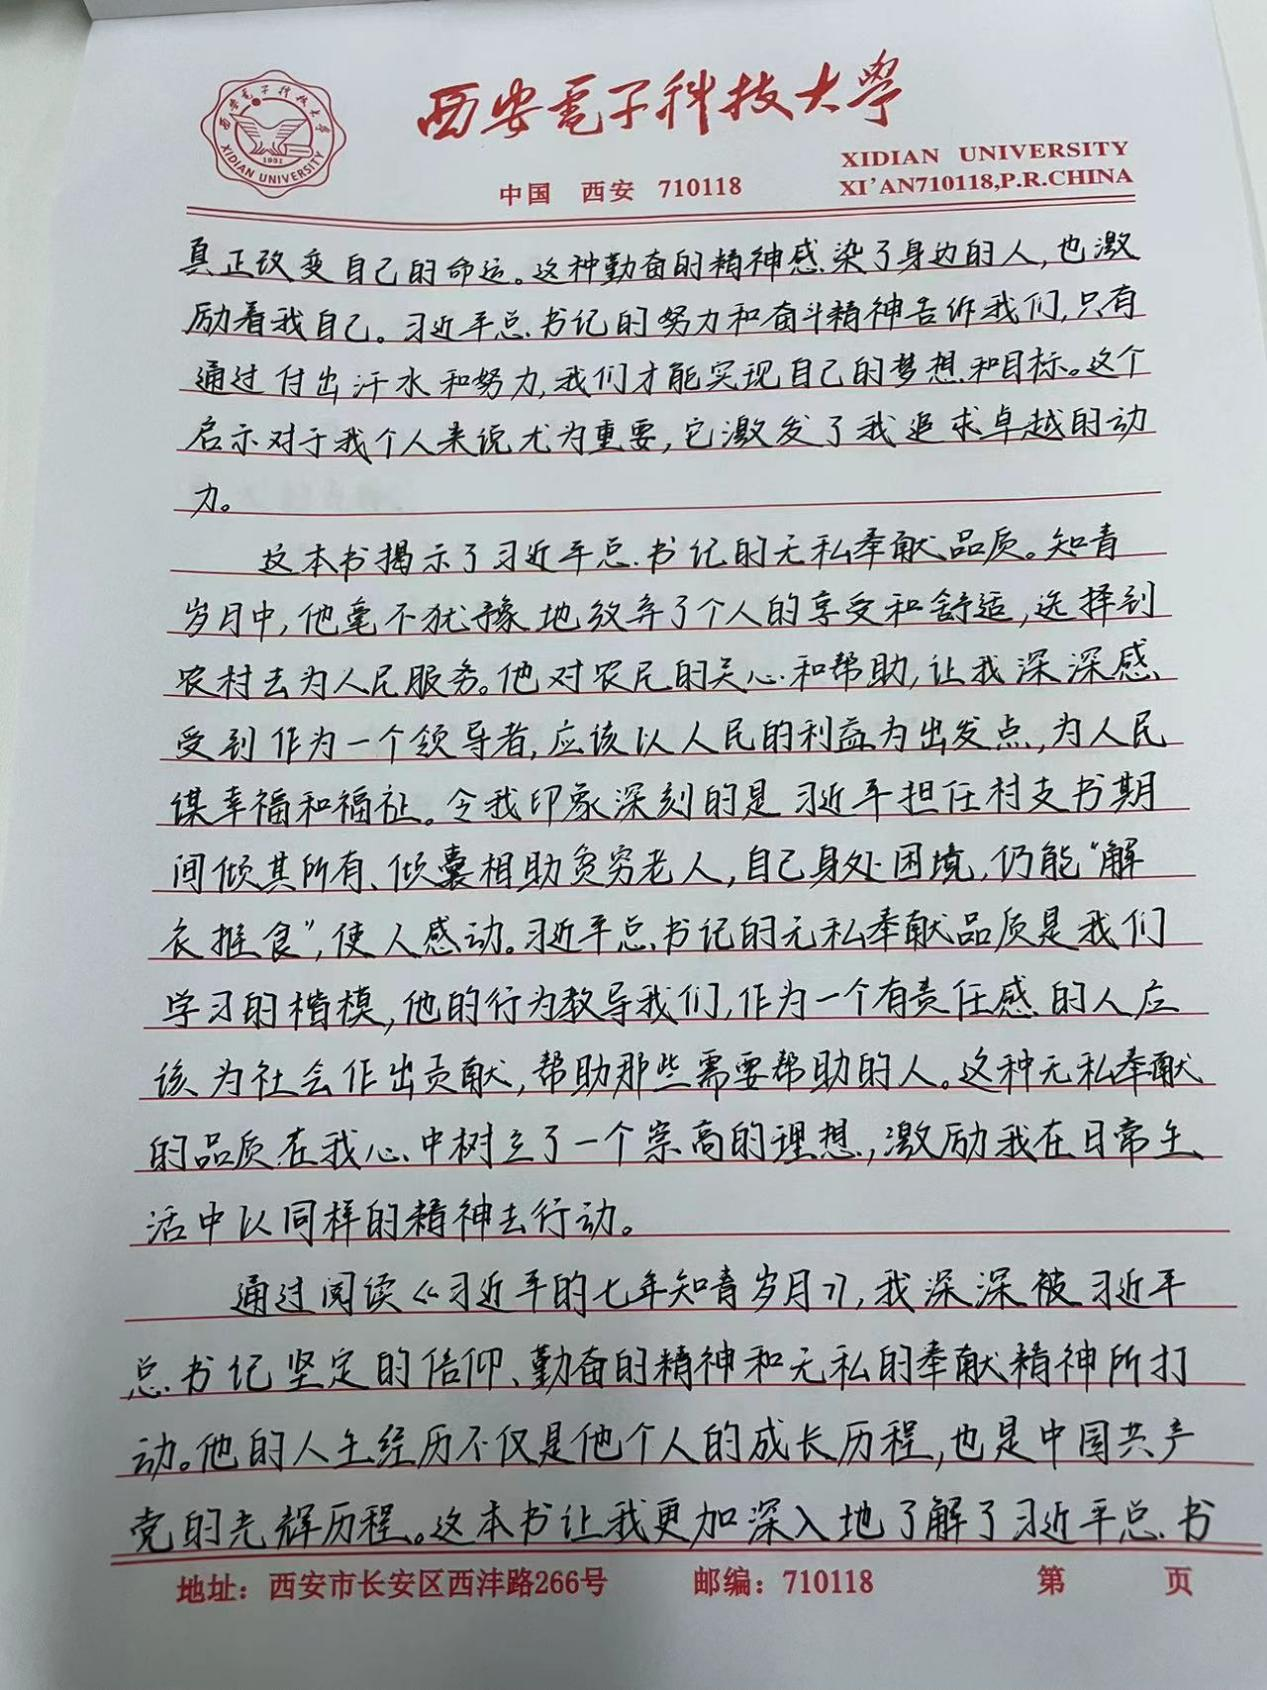 西安電子科技大學
XIDIAN UNIVERSITY
1931
西安電子科技大學
XIDIAN UNIVERSITY
中国 西安 710118
XI'AN710118,P.R.CHINA
真正改变自己的命运。这种勤奋的精神感染了身边的人,也激
励着我自己。习近平总书记的努力和奋斗精神告诉我们,只有
通过付出汗水和努力,我们才能实现自己的梦想和目标。这个
启示对于我个人来说尤为重要,它激发了我追求卓越的动
力。
这本书揭示了习近平总书记的无私奉献品质。知青
岁月中,他毫不犹豫地放弃了个人的享受和舒适,选择到
农村去为人民服务。他对农民的关心和帮助,让我深深感
受到作为一个领导者,应该以人民的利益为出发点,为人民
谋幸福和福祉。令我印象深刻的是习近平担任村支书期
间倾其所有、倾囊相助贫穷老人,自己身处困境,仍能“解
衣推食”,使人感动。习近平总书记的无私奉献品质是我们
学习的楷模,他的行为教导我们,作为一个有责任感的人应
该为社会作出贡献,帮助那些需要帮助的人。这种无私奉献
的品质在我心中树立了一个崇高的理想,激励我在日常生
活中以同样的精神去行动。
通过阅读《习近平的七年知青岁月》,我深深被习近平
总书记坚定的信仰、勤奋的精神和无私的奉献精神所打
动。他的人生经历不仅是他个人的成长历程,也是中国共产
党的光辉历程。这本书让我更加深入地了解了习近平总书
地址：西安市长安区西沣路266号 邮编：710118 第 页